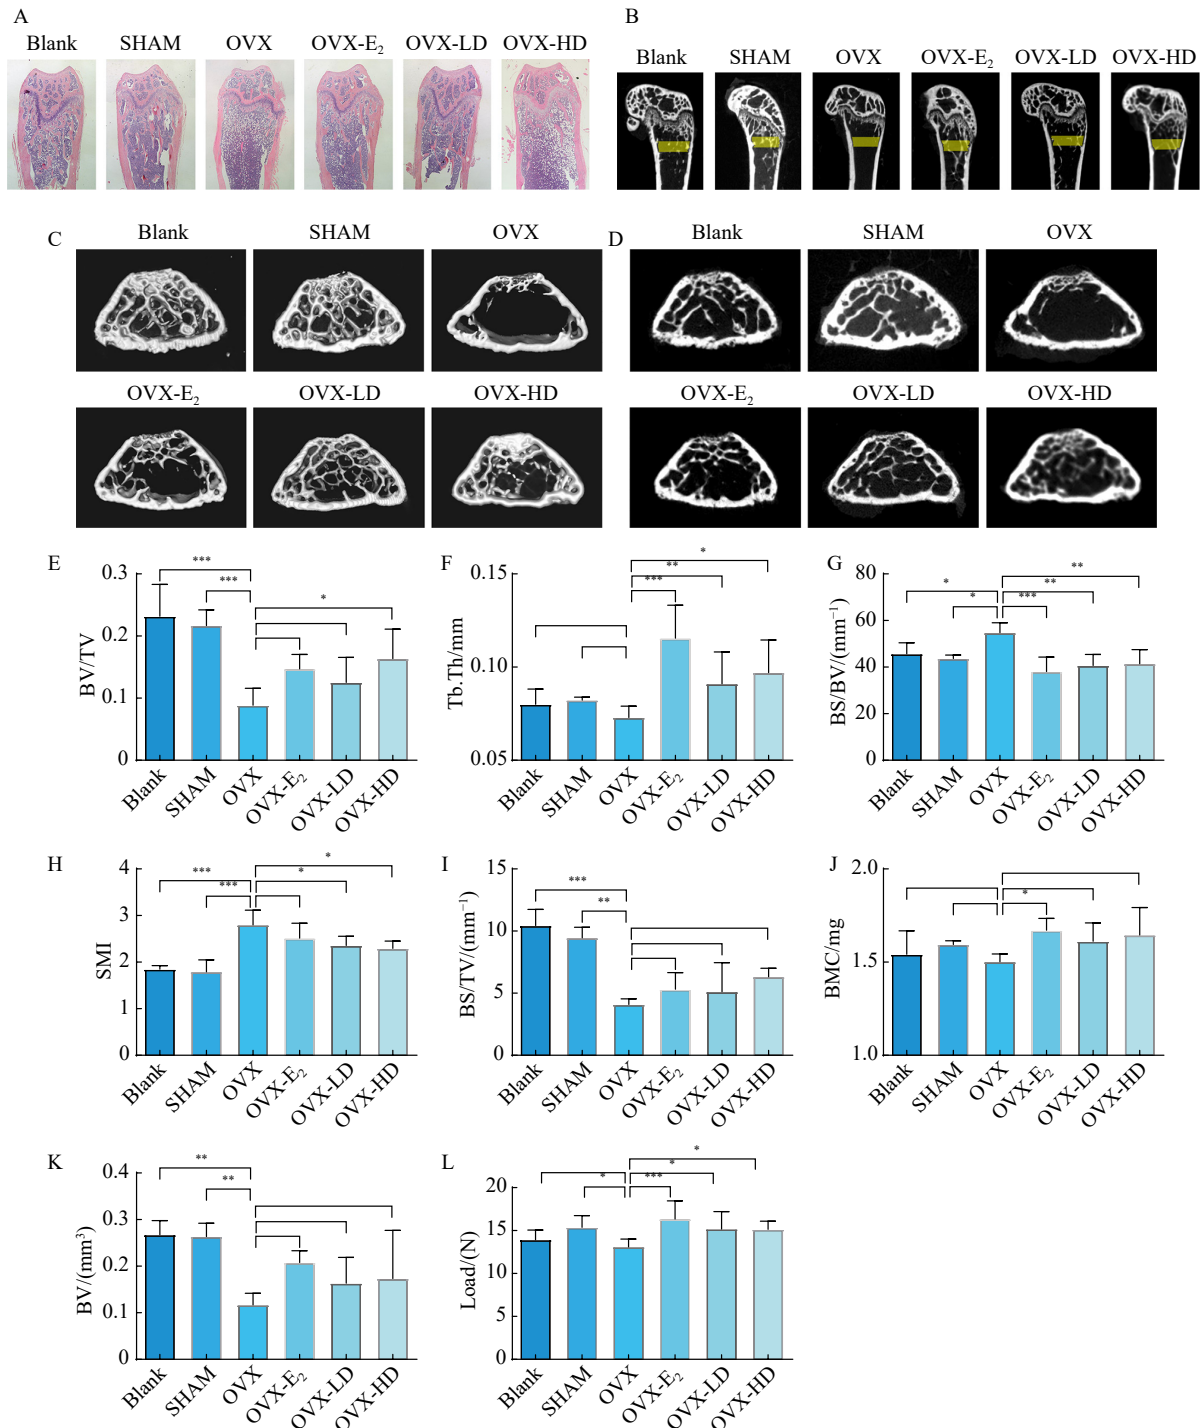 A
Blank SHAM OVX OVX-E₂ OVX-LD OVX-HD
B
Blank SHAM OVX OVX-E₂ OVX-LD OVX-HD
C
Blank SHAM OVX
OVX-E₂ OVX-LD OVX-HD
D
Blank SHAM OVX
OVX-E₂ OVX-LD OVX-HD
E
***
***
*
0.3
0.2
0.1
0
BV/TV
Blank SHAM OVX OVX-E₂ OVX-LD OVX-HD
F
*
**
***
0.15
0.10
0.05
Tb.Th/mm
Blank SHAM OVX OVX-E₂ OVX-LD OVX-HD
G
**
* **
* ***
80
60
40
20
0
BS/BV/(mm⁻¹)
Blank SHAM OVX OVX-E₂ OVX-LD OVX-HD
H
*
*** *
***
4
3
2
1
0
SMI
Blank SHAM OVX OVX-E₂ OVX-LD OVX-HD
I
***
**
15
10
5
0
BS/TV/(mm⁻¹)
Blank SHAM OVX OVX-E₂ OVX-LD OVX-HD
J
*
2.0
1.5
1.0
BMC/mg
Blank SHAM OVX OVX-E₂ OVX-LD OVX-HD
K
**
**
0.4
0.3
0.2
0.1
0
BV/(mm³)
Blank SHAM OVX OVX-E₂ OVX-LD OVX-HD
L
*
*
* ***
20
15
10
5
0
Load/(N)
Blank SHAM OVX OVX-E₂ OVX-LD OVX-HD